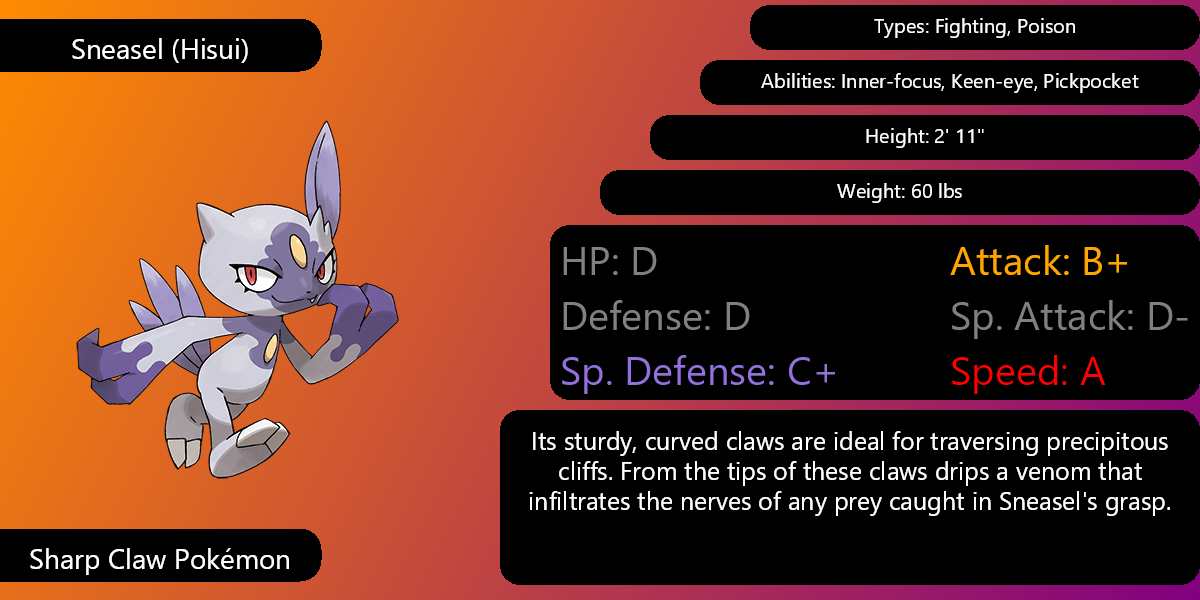 Sneasel (Hisui)
Types: Fighting, Poison
Abilities: Inner-focus, Keen-eye, Pickpocket
Height: 2' 11"
Weight: 60 lbs
HP: D
Attack: B+
Defense: D
Sp. Attack: D-
Sp. Defense: C+
Speed: A
Its sturdy, curved claws are ideal for traversing precipitous
cliffs. From the tips of these claws drips a venom that
infiltrates the nerves of any prey caught in Sneasel's grasp.
Sharp Claw Pokémon